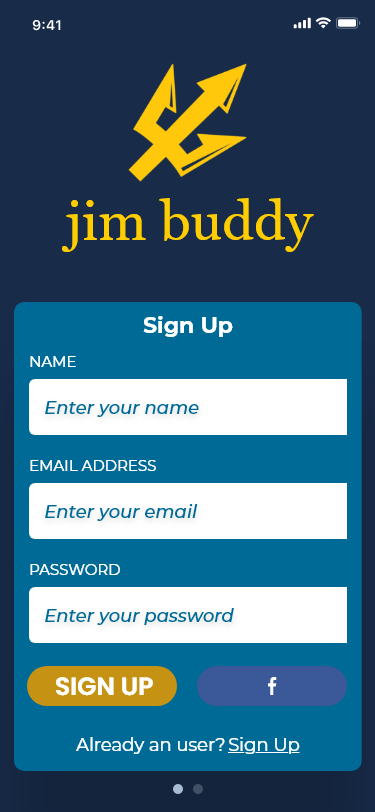 9:41
jim buddy
Sign Up
NAME
Enter your name
EMAIL ADDRESS
Enter your email
PASSWORD
Enter your password
SIGN UP f
Already an user? Sign Up